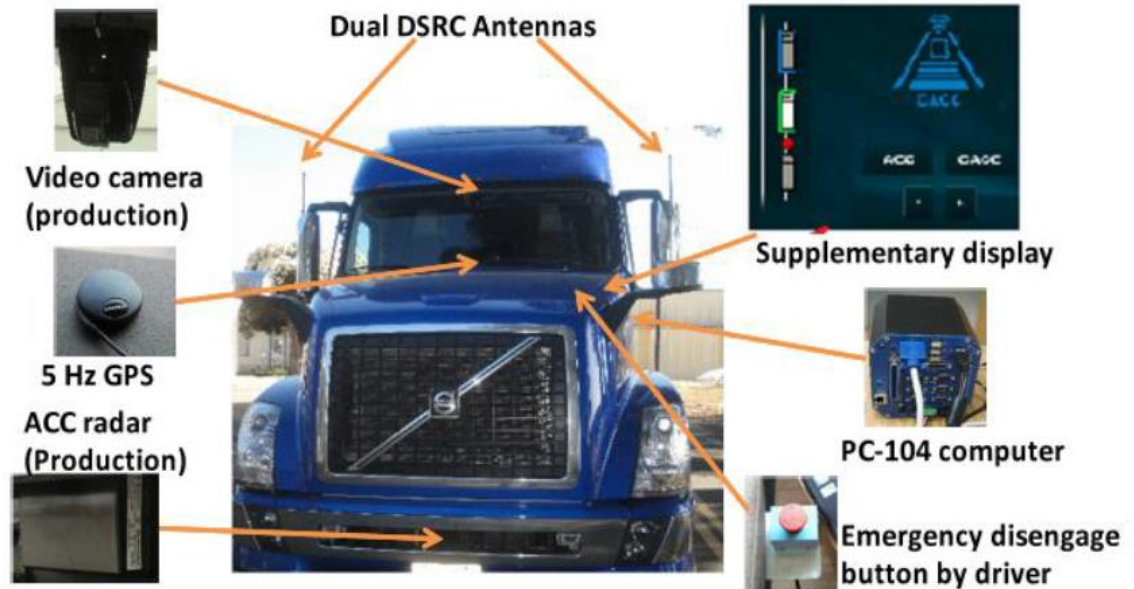 Dual DSRC Antennas
Video camera
(production)
CACC
ACC
CACC
Supplementary display
5 Hz GPS
ACC radar
(Production)
PC-104 computer
Emergency disengage
button by driver